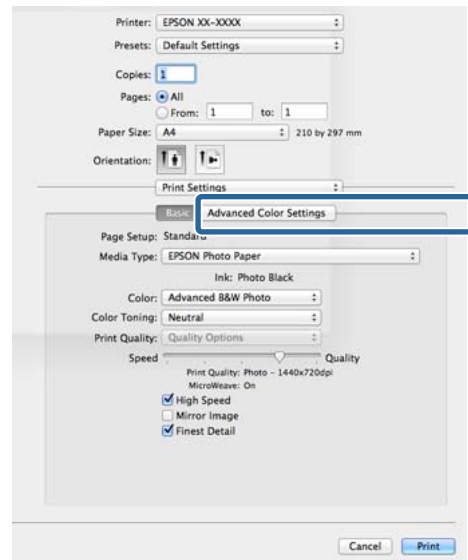 Printer: EPSON XX-XXXX
Presets: Default Settings
Copies: 1
Pages: All
From: 1 to: 1
Paper Size: A4 210 by 297 mm
Orientation:
Print Settings
Basic Advanced Color Settings
Page Setup: Standard
Media Type: EPSON Photo Paper
Ink: Photo Black
Color: Advanced B&W Photo
Color Toning: Neutral
Print Quality: Quality Options
Speed Quality
Print Quality: Photo - 1440x720dpi
MicroWeave: On
High Speed
Mirror Image
Finest Detail
Cancel Print